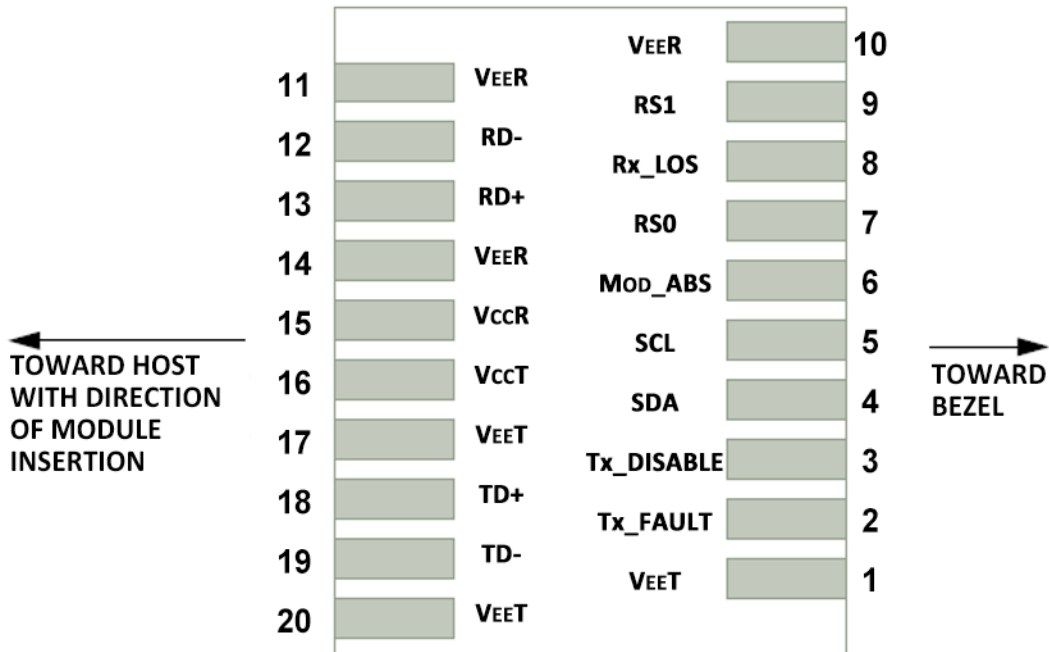 VEER 10
11 VEER
RS1 9
12 RD-
Rx_LOS 8
13 RD+
RS0 7
14 VEER
MOD_ABS 6
15 VCCR
SCL 5
TOWARD HOST
WITH DIRECTION
OF MODULE
INSERTION
TOWARD
BEZEL
16 VCCT
SDA 4
17 VEET
Tx_DISABLE 3
18 TD+
Tx_FAULT 2
19 TD-
VEET 1
20 VEET